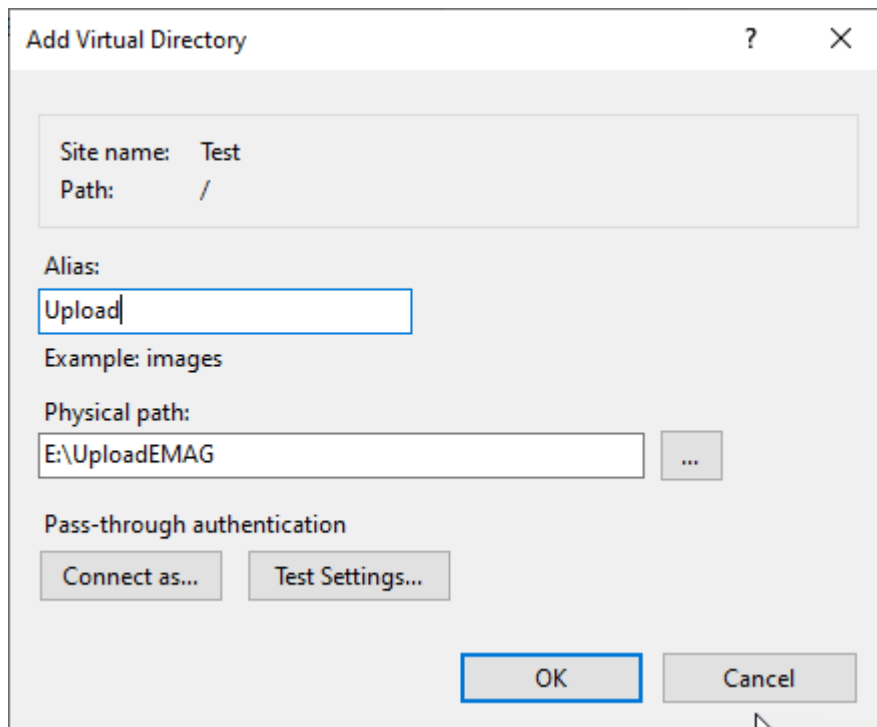 Add Virtual Directory ?
Site name: Test
Path: /
Alias:
Upload
Example: images
Physical path:
E:\UploadEMAG
...
Pass-through authentication
Connect as... Test Settings...
OK Cancel